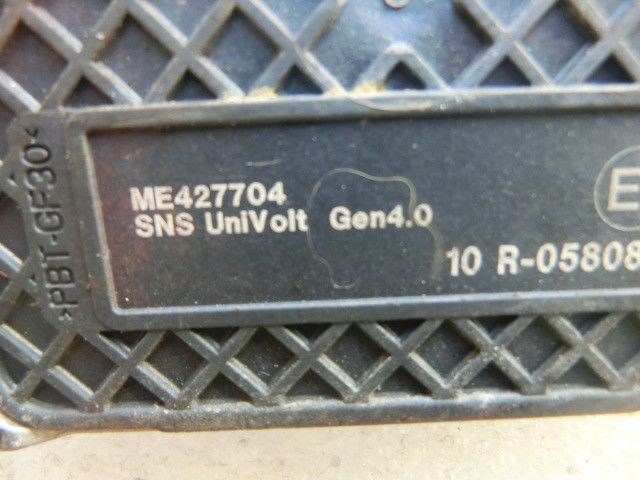 >PBT-GF30<
ME427704
SNS UniVolt Gen4.0
E
10 R-05808